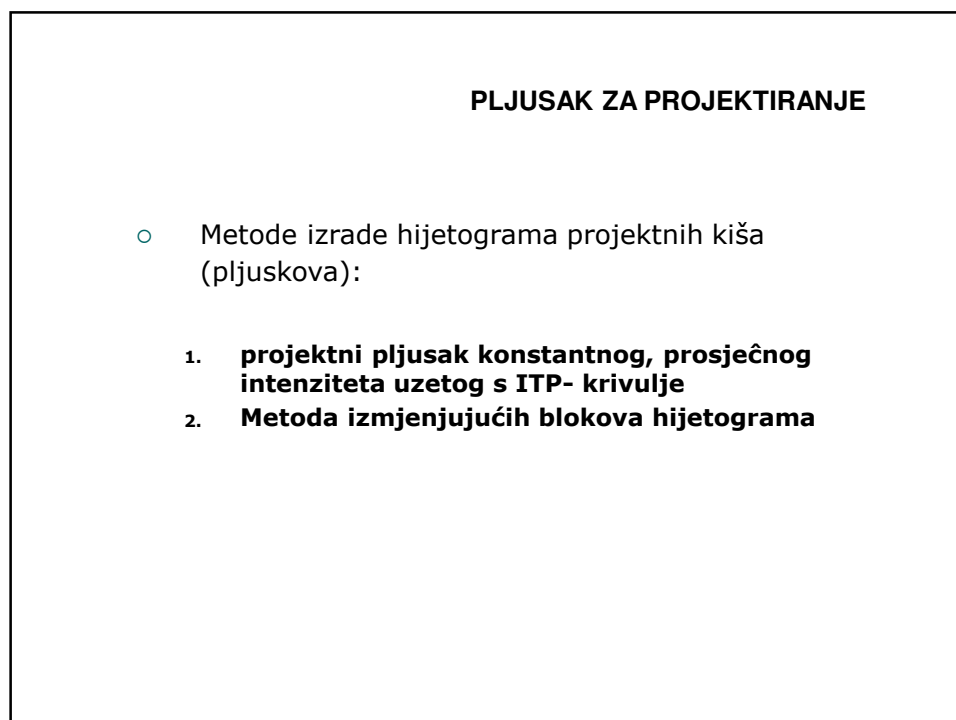 PLJUSAK ZA PROJEKTIRANJE
Metode izrade hijetograma projektnih kiša
(pljuskova):
1. projektni pljusak konstantnog, prosjeĉnog
intenziteta uzetog s ITP- krivulje
2. Metoda izmjenjujućih blokova hijetograma